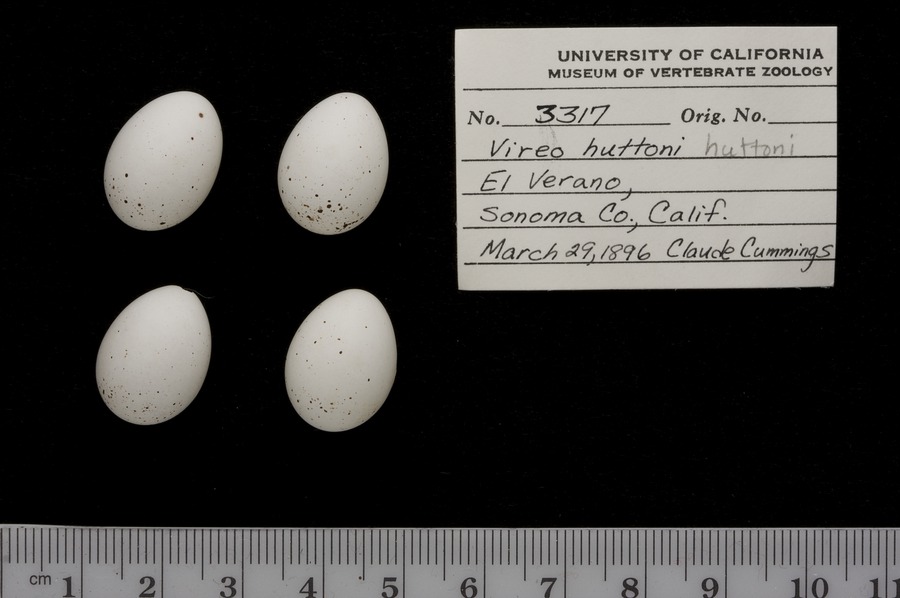 UNIVERSITY OF CALIFORNIA
MUSEUM OF VERTEBRATE ZOOLOGY
No. 3317 Orig. No.
Vireo huttoni huttoni
El Verano,
Sonoma Co., Calif.
March 29, 1896 Claude Cummings
cm 1 2 3 4 5 6 7 8 9 10 11